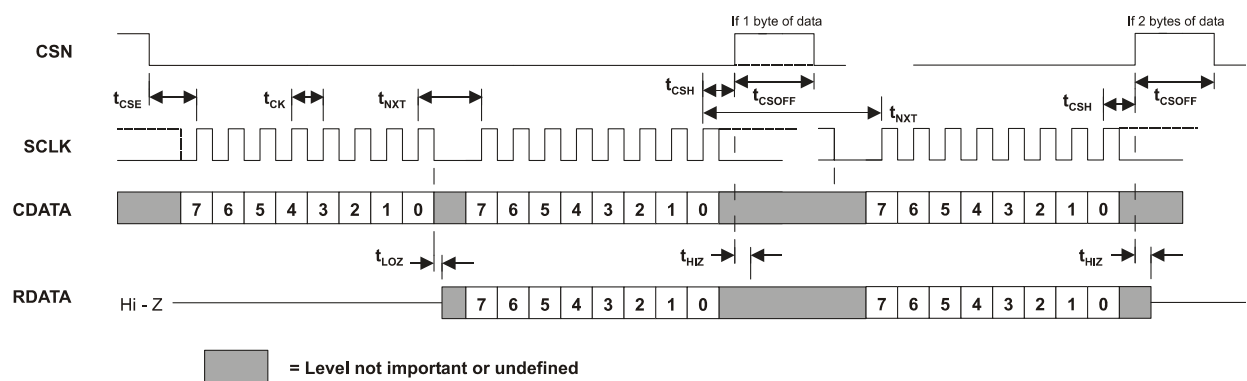 If 1 byte of data
If 2 bytes of data
CSN
tCSE
tCK
tNXT
tCSH
tCSOFF
tNXT
tCSH
tCSOFF
SCLK
CDATA
7 6 5 4 3 2 1 0
7 6 5 4 3 2 1 0
7 6 5 4 3 2 1 0
tLOZ
tHIZ
tHIZ
RDATA
Hi - Z
7 6 5 4 3 2 1 0
7 6 5 4 3 2 1 0
= Level not important or undefined